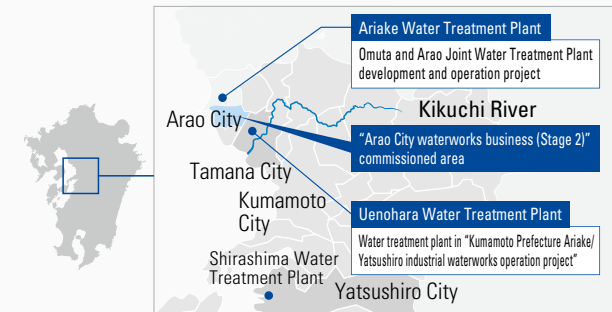 Ariake Water Treatment Plant
Omuta and Arao Joint Water Treatment Plant
development and operation project
Kikuchi River
Arao City
"Arao City waterworks business (Stage 2)"
commissioned area
Tamana City
Kumamoto
City
Uenohara Water Treatment Plant
Water treatment plant in "Kumamoto Prefecture Ariake/
Yatsushiro industrial waterworks operation project"
Shirashima Water
Treatment Plant
Yatsushiro City